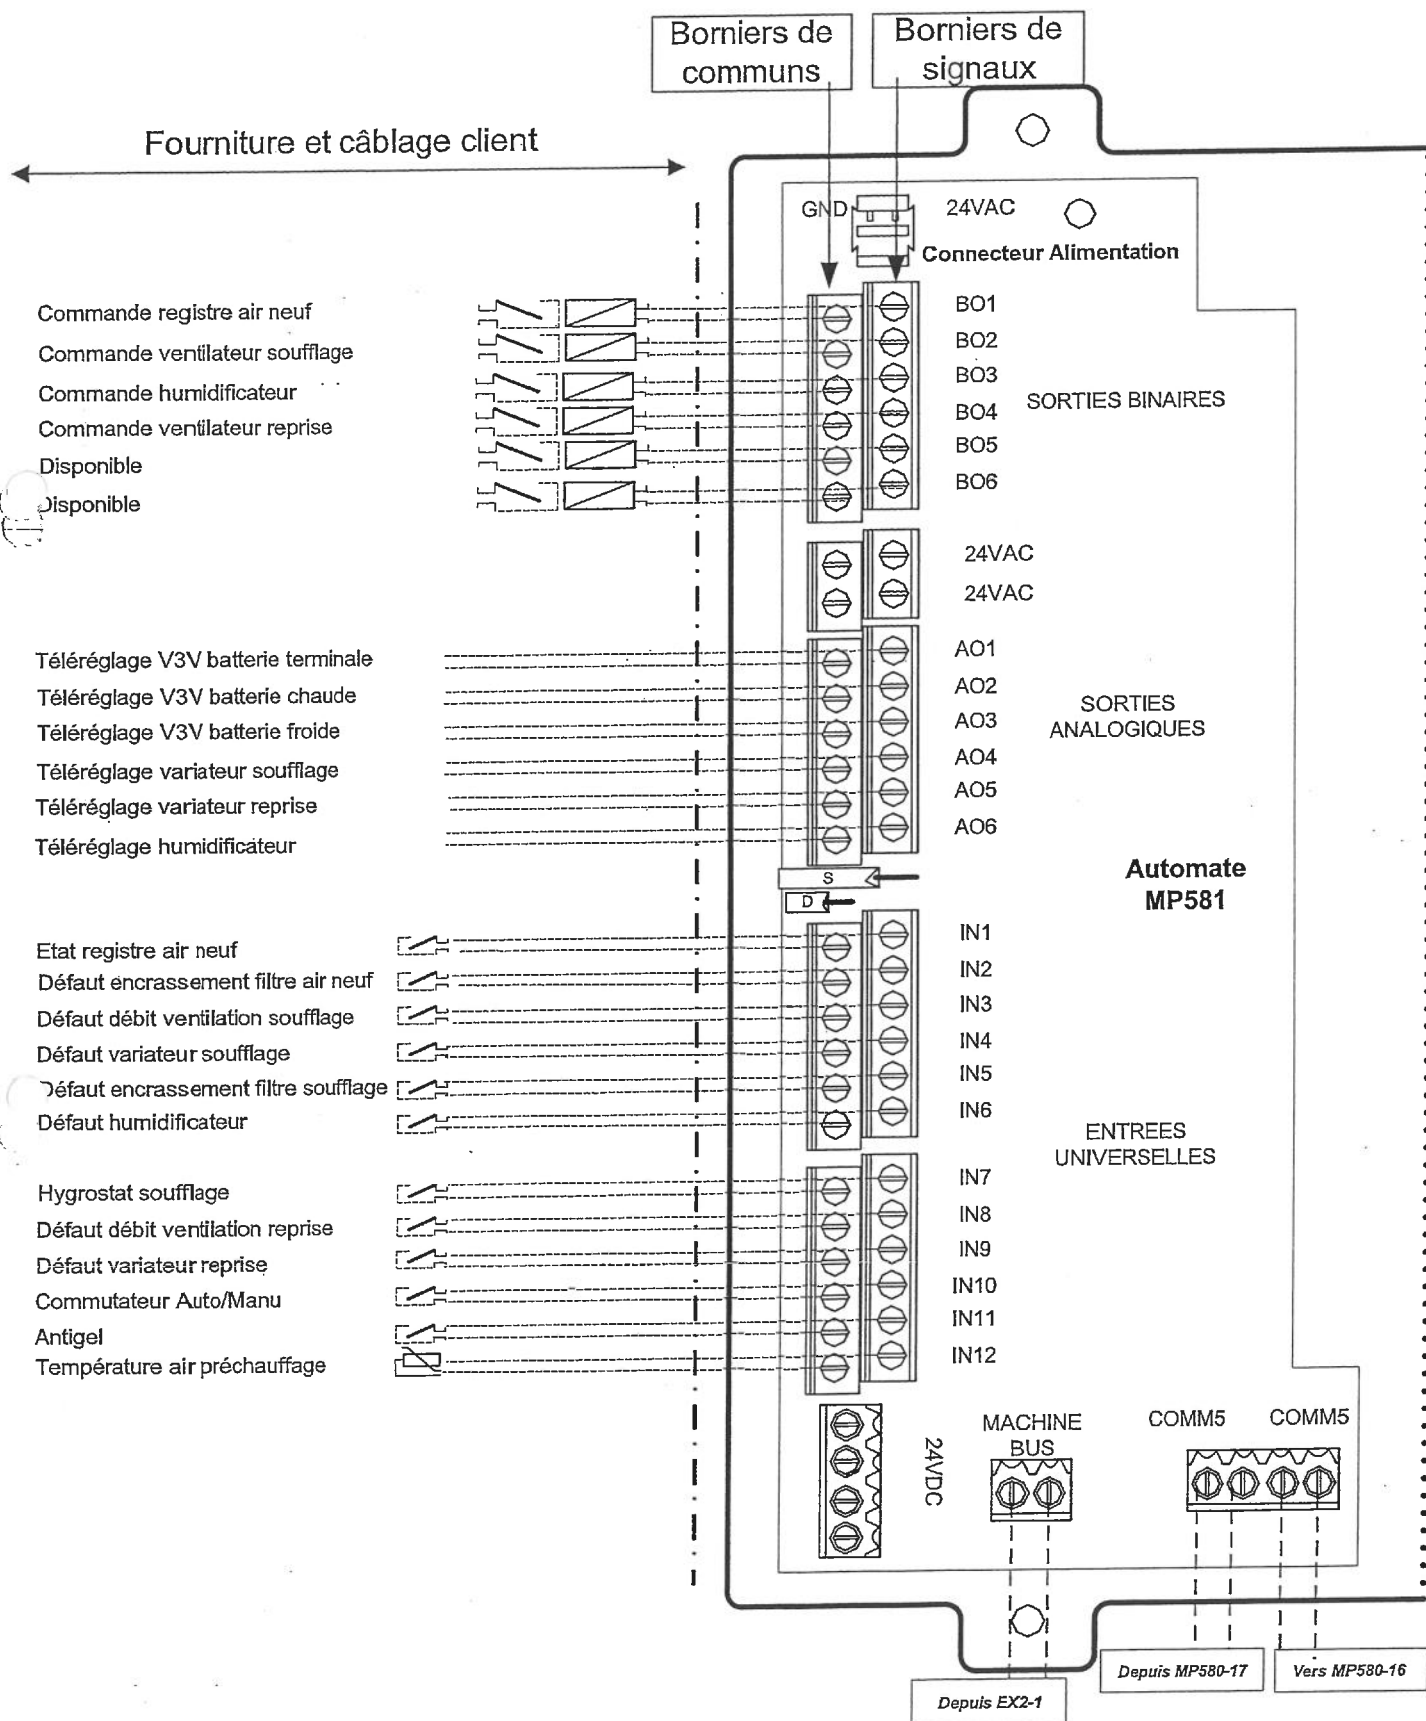 Borniers de
communs
Borniers de
signaux
Fourniture et câblage client
GND
24VAC
Connecteur Alimentation
Commande registre air neuf
BO1
Commande ventilateur soufflage
BO2
Commande humidificateur
BO3
Commande ventilateur reprise
BO4
SORTIES BINAIRES
Disponible
BO5
Disponible
BO6
24VAC
24VAC
Téléréglage V3V batterie terminale
AO1
Téléréglage V3V batterie chaude
AO2
Téléréglage V3V batterie froide
AO3
SORTIES
ANALOGIQUES
Téléréglage variateur soufflage
AO4
Téléréglage variateur reprise
AO5
Téléréglage humidificateur
AO6
S
D
Automate
MP581
Etat registre air neuf
IN1
Défaut encrassement filtre air neuf
IN2
Défaut débit ventilation soufflage
IN3
Défaut variateur soufflage
IN4
Défaut encrassement filtre soufflage
IN5
Défaut humidificateur
IN6
ENTREES
UNIVERSELLES
Hygrostat soufflage
IN7
Défaut débit ventilation reprise
IN8
Défaut variateur reprise
IN9
Commutateur Auto/Manu
IN10
Antigel
IN11
Température air préchauffage
IN12
24VDC
MACHINE
BUS
COMM5
COMM5
Depuis EX2-1
Depuis MP580-17
Vers MP580-16